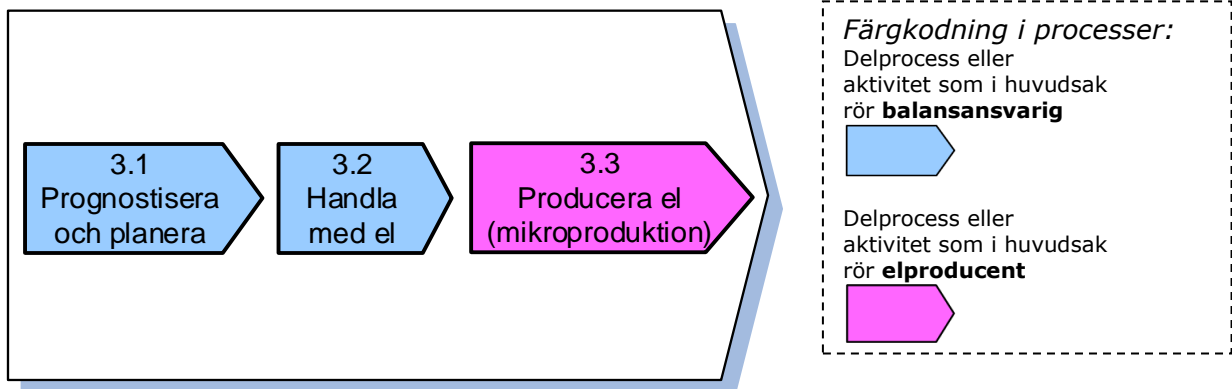 3.1
Prognostisera
och planera
3.2
Handla
med el
3.3
Producera el
(mikroproduktion)
Färgkodning i processer:
Delprocess eller
aktivitet som i huvudsak
rör balansansvarig
Delprocess eller
aktivitet som i huvudsak
rör elproducent